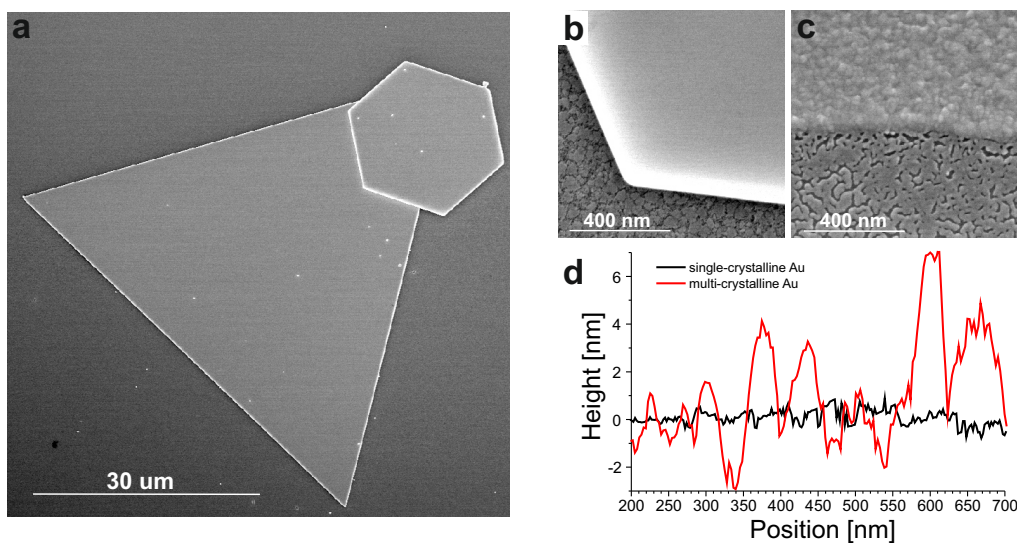 a
30 um
b
400 nm
c
400 nm
d
single-crystalline Au
multi-crystalline Au
Height [nm]
6
4
2
0
-2
200 250 300 350 400 450 500 550 600 650 700
Position [nm]